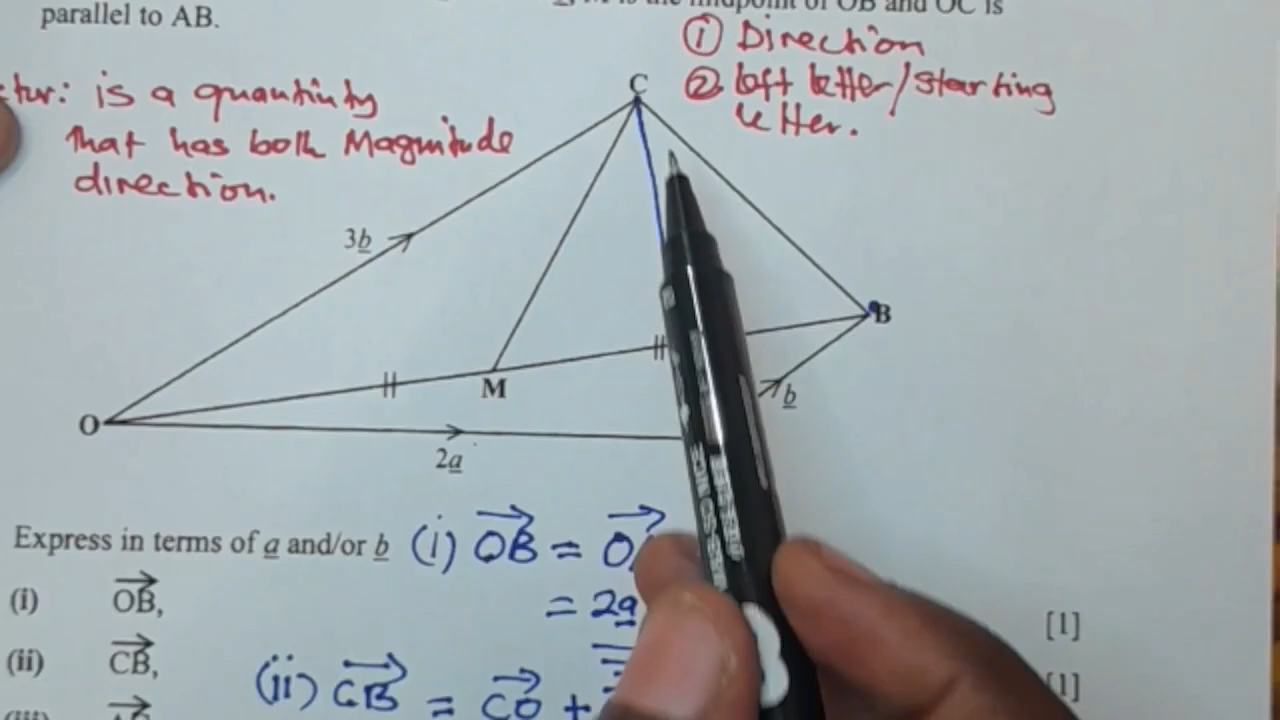 M is the midpoint of OB and OC is
parallel to AB.
① Direction
② left letter/starting
letter.
is a quantinty
that has both Magnitude
direction.
C
3b
B
M
b
O
2a
Express in terms of a and/or b
(i) OB =
= 2a
(i) OB, [1]
(ii) CB, [1]
(ii) CB = CO +